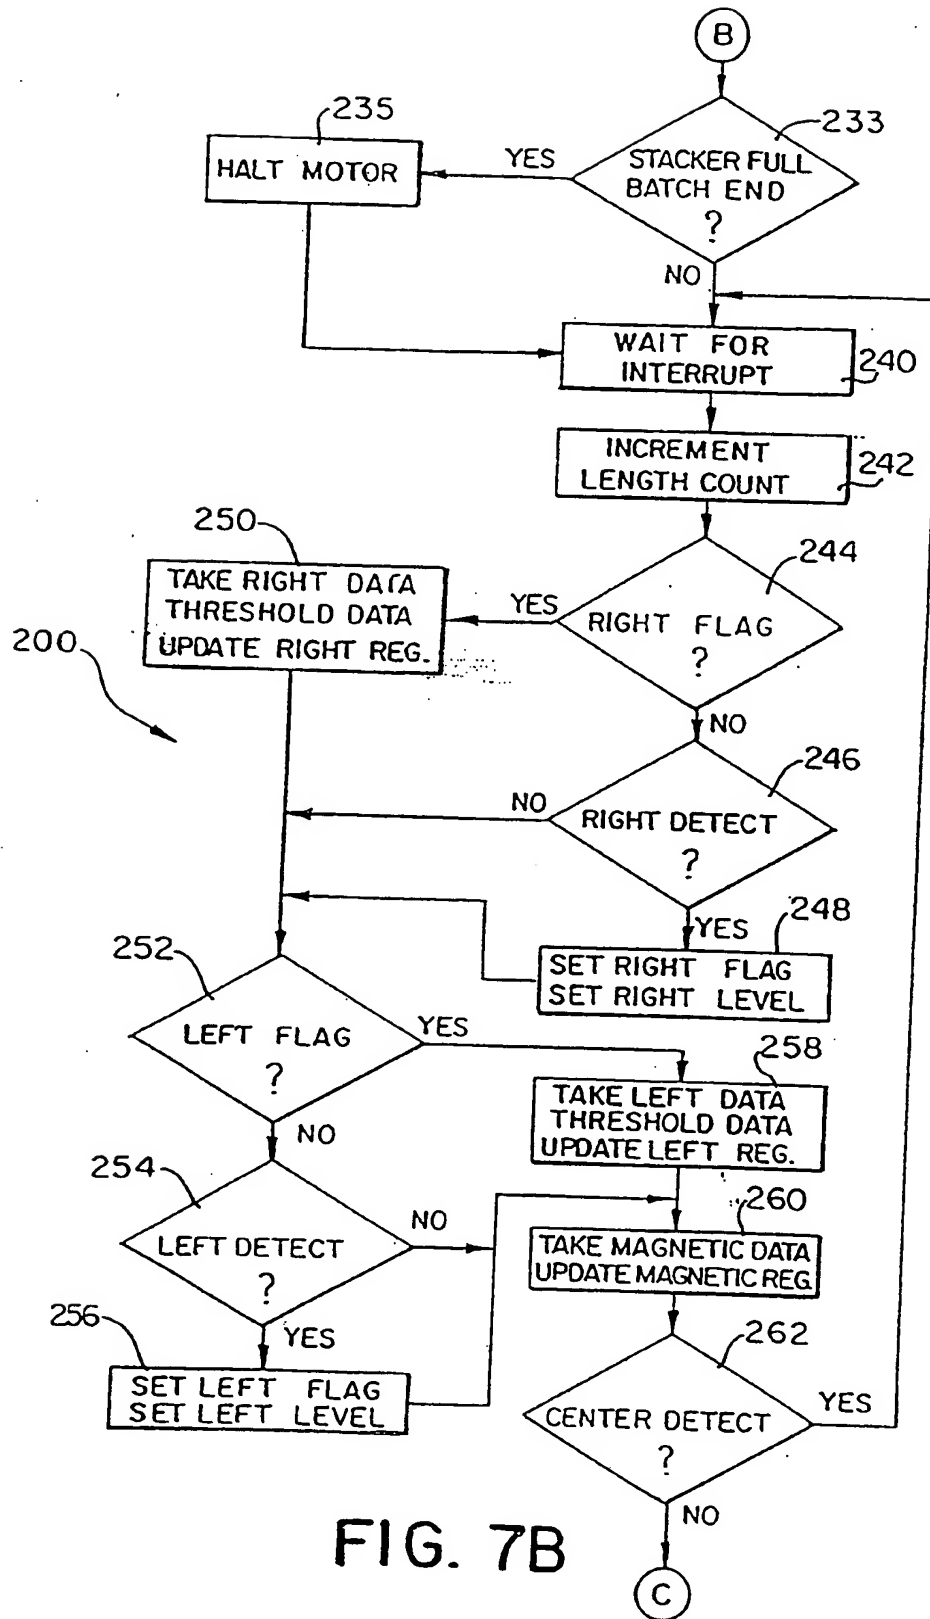 B
233
STACKER FULL
BATCH END
?
YES
NO
235
HALT MOTOR
WAIT FOR
INTERRUPT
240
INCREMENT
LENGTH COUNT
242
244
RIGHT FLAG
?
YES
NO
250
TAKE RIGHT DATA
THRESHOLD DATA
UPDATE RIGHT REG.
200
246
RIGHT DETECT
?
NO
YES
248
SET RIGHT FLAG
SET RIGHT LEVEL
252
LEFT FLAG
?
YES
NO
258
TAKE LEFT DATA
THRESHOLD DATA
UPDATE LEFT REG.
254
LEFT DETECT
?
NO
YES
256
SET LEFT FLAG
SET LEFT LEVEL
260
TAKE MAGNETIC DATA
UPDATE MAGNETIC REG
262
CENTER DETECT
?
YES
NO
C
FIG. 7B